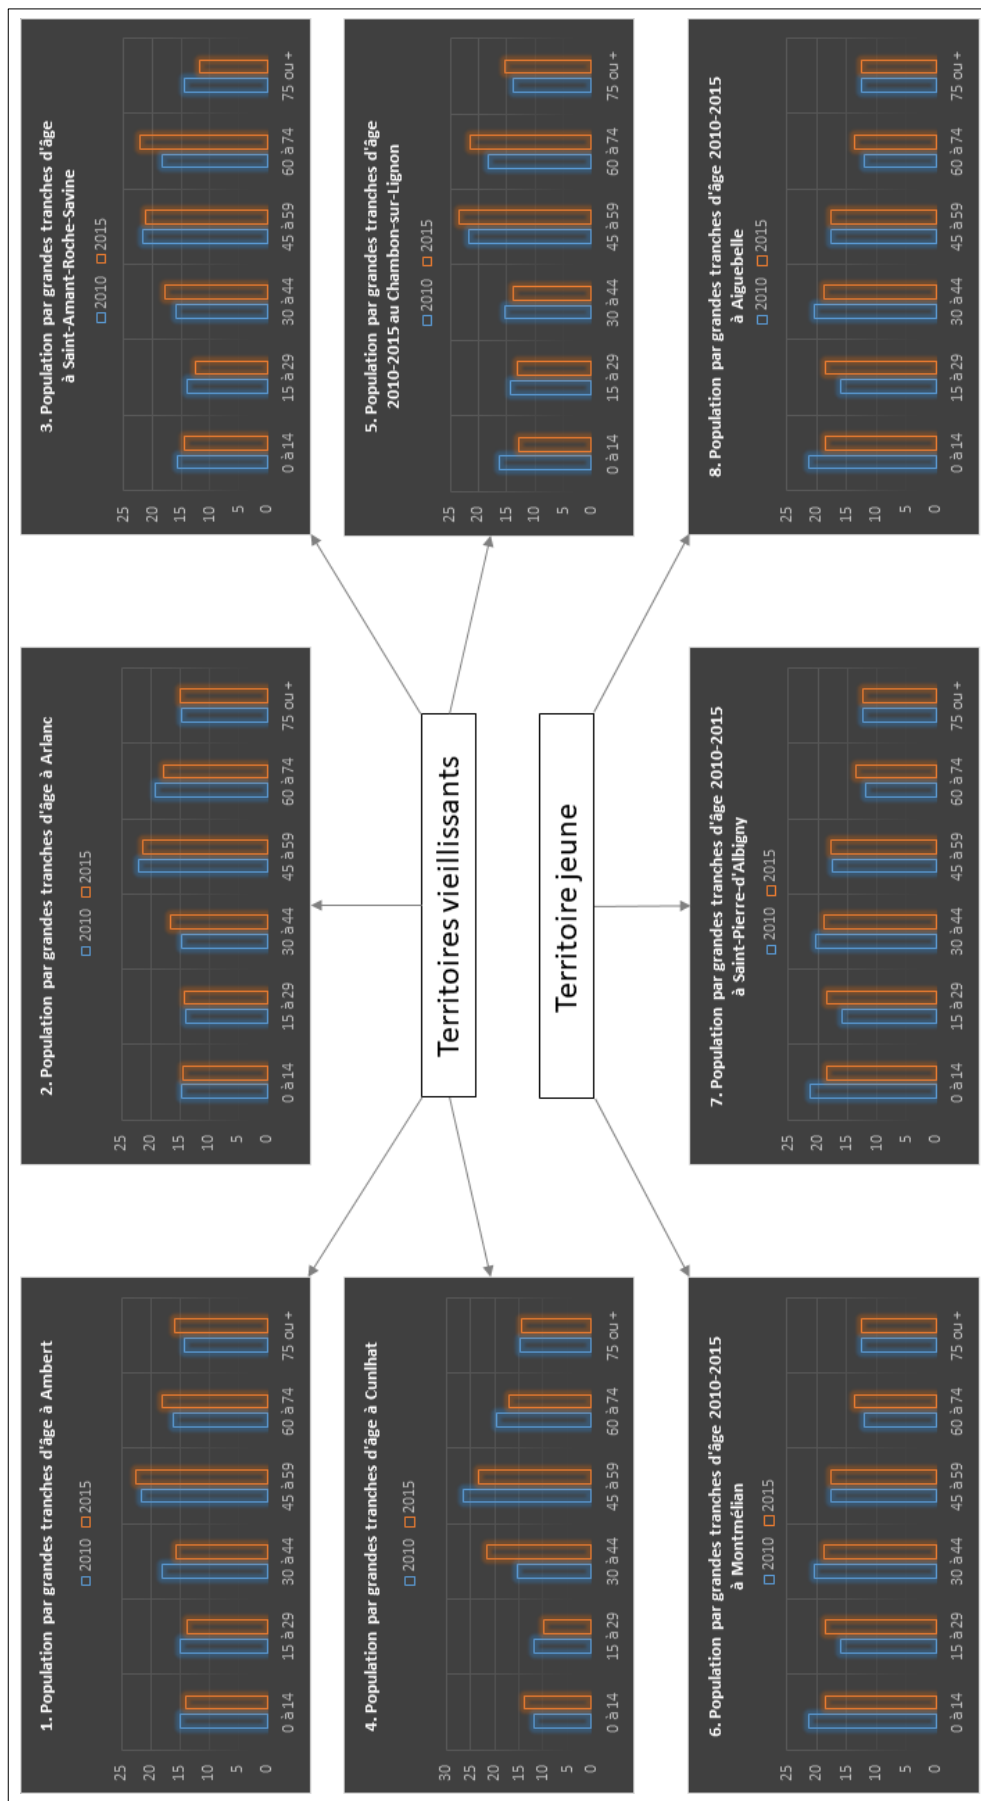 1. Population par grandes tranches d'âge à Ambert
2010 2015
25
20
15
10
5
0
0 à 14 15 à 29 30 à 44 45 à 59 60 à 74 75 ou +
2. Population par grandes tranches d'âge à Arlanc
2010 2015
25
20
15
10
5
0
0 à 14 15 à 29 30 à 44 45 à 59 60 à 74 75 ou +
3. Population par grandes tranches d'âge
à Saint-Amant-Roche-Savine
2010 2015
25
20
15
10
5
0
0 à 14 15 à 29 30 à 44 45 à 59 60 à 74 75 ou +
4. Population par grandes tranches d'âge à Cunlhat
2010 2015
30
25
20
15
10
5
0
0 à 14 15 à 29 30 à 44 45 à 59 60 à 74 75 ou +
Territoires vieillissants
5. Population par grandes tranches d'âge
2010-2015 au Chambon-sur-Lignon
2010 2015
25
20
15
10
5
0
0 à 14 15 à 29 30 à 44 45 à 59 60 à 74 75 ou +
Territoire jeune
6. Population par grandes tranches d'âge 2010-2015
à Montmélian
2010 2015
25
20
15
10
5
0
0 à 14 15 à 29 30 à 44 45 à 59 60 à 74 75 ou +
7. Population par grandes tranches d'âge 2010-2015
à Saint-Pierre-d'Albigny
2010 2015
25
20
15
10
5
0
0 à 14 15 à 29 30 à 44 45 à 59 60 à 74 75 ou +
8. Population par grandes tranches d'âge 2010-2015
à Aiguebelle
2010 2015
25
20
15
10
5
0
0 à 14 15 à 29 30 à 44 45 à 59 60 à 74 75 ou +